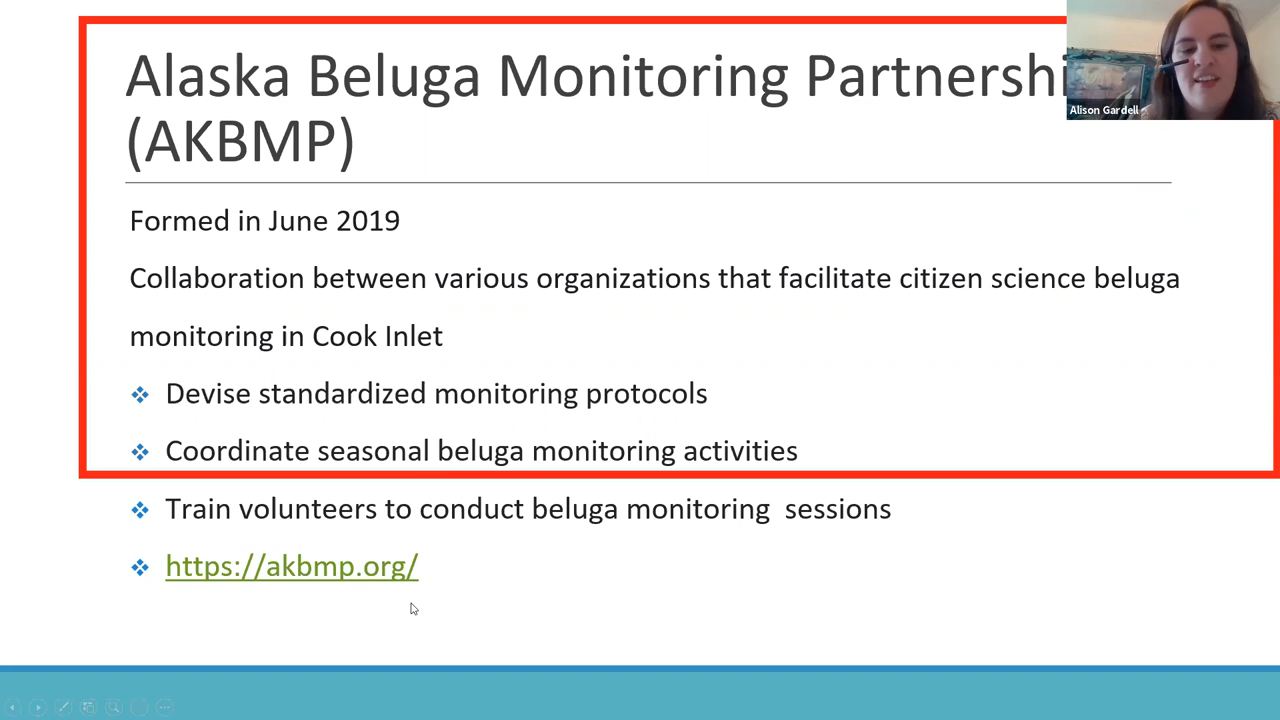 Alaska Beluga Monitoring Partnershi
(AKBMP)
Alison Gardell
Formed in June 2019
Collaboration between various organizations that facilitate citizen science beluga
monitoring in Cook Inlet
Devise standardized monitoring protocols
Coordinate seasonal beluga monitoring activities
Train volunteers to conduct beluga monitoring  sessions
https://akbmp.org/